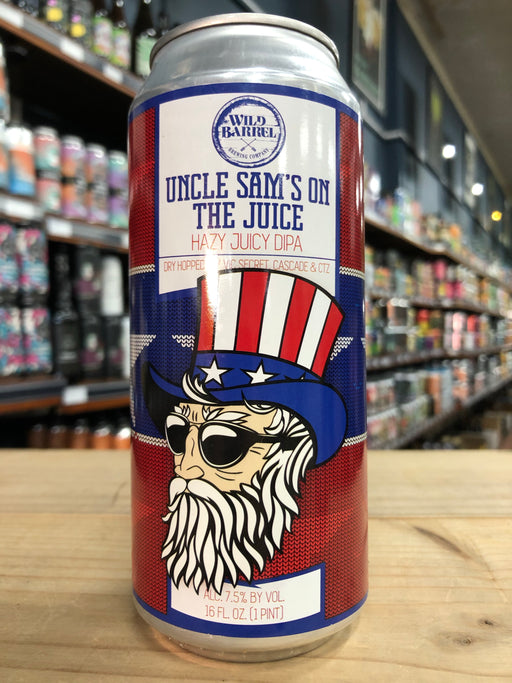 WILD
BARREL
BREWING COMPANY
UNCLE SAM'S ON
THE JUICE
HAZY JUICY DIPA
DRY HOPPED VIC SECRET, CASCADE & CTZ
ALC. 7.5% BY VOL.
16 FL. OZ. (1 PINT)